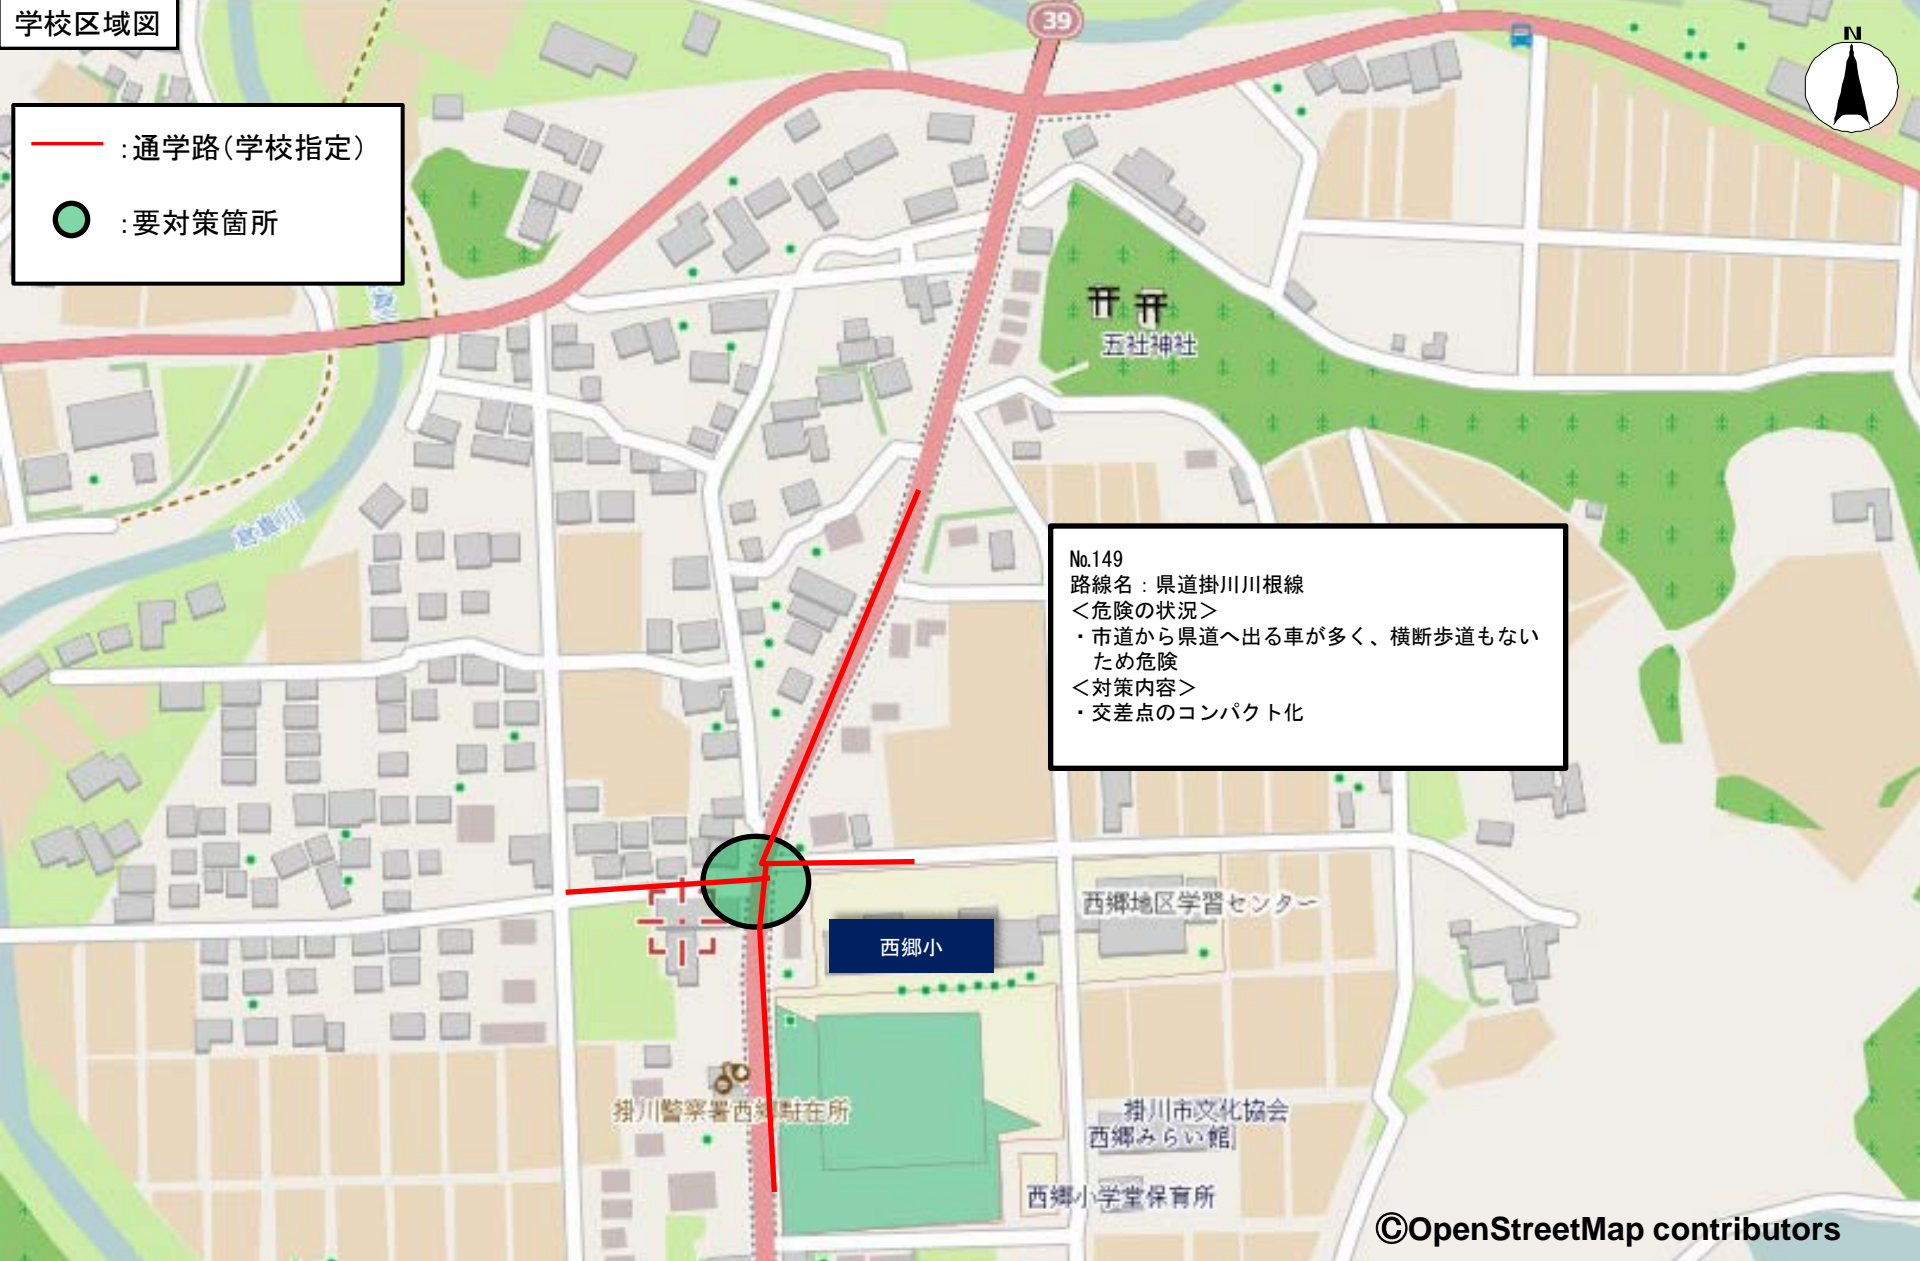 学校区域図
39
N
:通学路(学校指定)
:要対策箇所
五社神社
倉真川
No.149
路線名：県道掛川川根線
＜危険の状況＞
・市道から県道へ出る車が多く、横断歩道もない
ため危険
＜対策内容＞
・交差点のコンパクト化
西郷地区学習センター
西郷小
掛川警察署西郷駐在所
掛川市文化協会
西郷みらい館
西郷小学堂保育所
©OpenStreetMap contributors